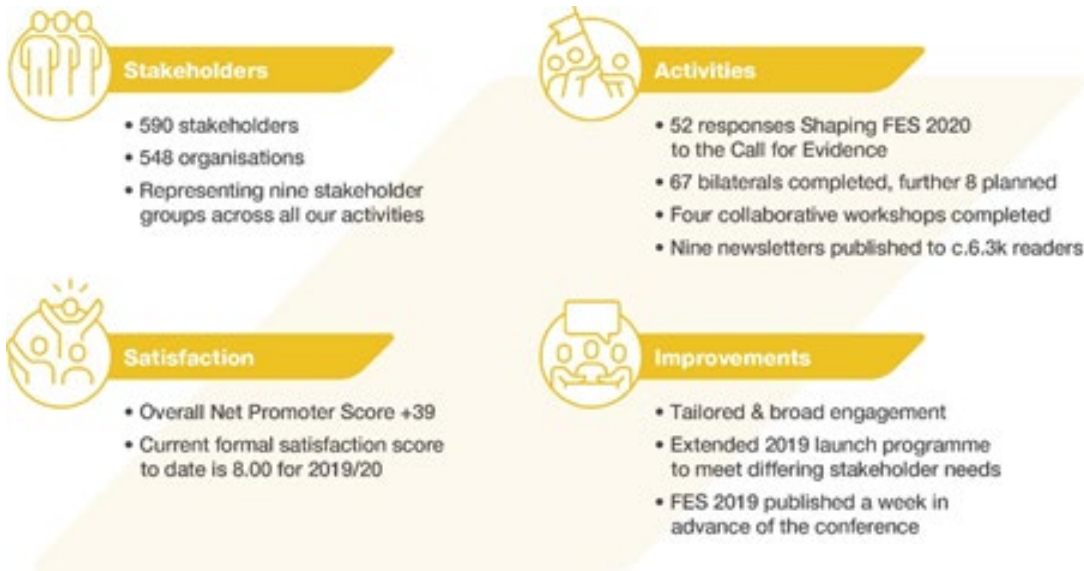 Stakeholders
• 590 stakeholders
• 548 organisations
• Representing nine stakeholder
groups across all our activities
Activities
• 52 responses Shaping FES 2020
to the Call for Evidence
• 67 bilaterals completed, further 8 planned
• Four collaborative workshops completed
• Nine newsletters published to c.6.3k readers
Satisfaction
• Overall Net Promoter Score +39
• Current formal satisfaction score
to date is 8.00 for 2019/20
Improvements
• Tailored & broad engagement
• Extended 2019 launch programme
to meet differing stakeholder needs
• FES 2019 published a week in
advance of the conference